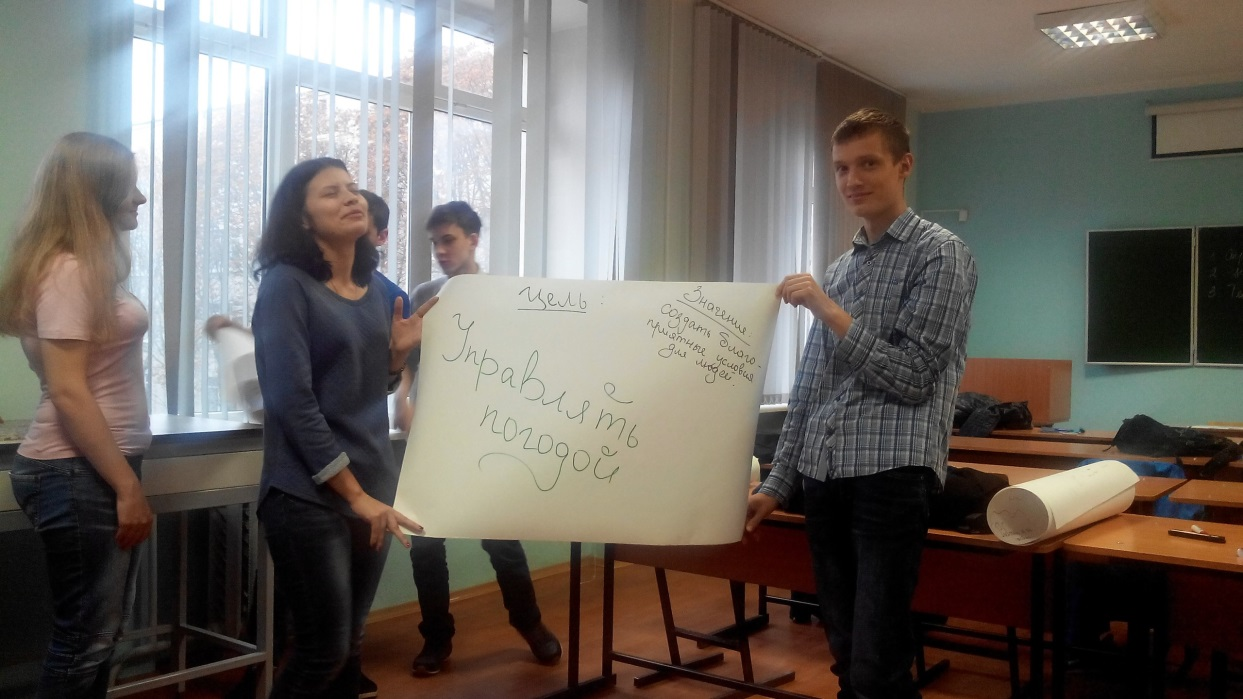 Цель:
Управлять
погодой
Значение
создать благо-
приятные условия
для людей.